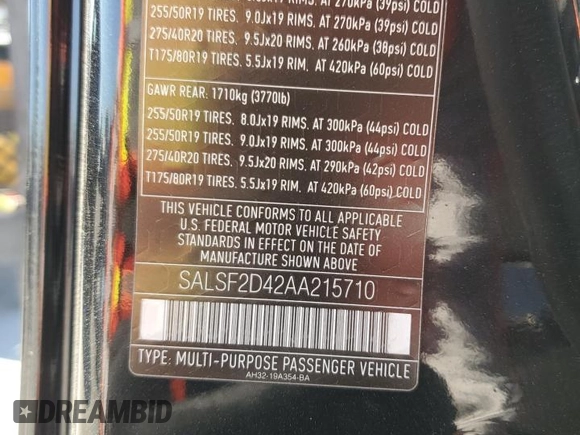 RIMS. AT 270kPa (39psi) COLD
255/50R19 TIRES. 9.0Jx19 RIMS. AT 270kPa (39psi) COLD
275/40R20 TIRES. 9.5Jx20 RIMS. AT 260kPa (38psi) COLD
T175/80R19 TIRES. 5.5Jx19 RIM, AT 420kPa (60psi) COLD
GAWR REAR: 1710kg (3770lb)
255/50R19 TIRES. 8.0Jx19 RIMS. AT 300kPa (44psi) COLD
255/50R19 TIRES. 9.0Jx19 RIMS. AT 300kPa (44psi) COLD
275/40R20 TIRES. 9.5Jx20 RIMS. AT 290kPa (42psi) COLD
T175/80R19 TIRES. 5.5Jx19 RIM, AT 420kPa (60psi) COLD
THIS VEHICLE CONFORMS TO ALL APPLICABLE
U.S. FEDERAL MOTOR VEHICLE SAFETY
STANDARDS IN EFFECT ON THE DATE OF
MANUFACTURE SHOWN ABOVE
SALSF2D42AA215710
TYPE: MULTI-PURPOSE PASSENGER VEHICLE
AH32-19A354-BA
DREAMBID